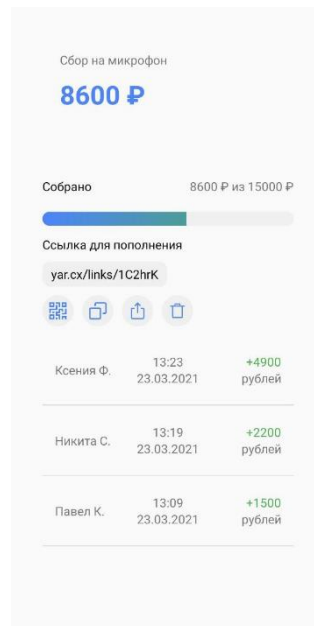 Сбор на микрофон
8600 ₽
Собрано 8600 ₽ из 15000 ₽
Ссылка для пополнения
yar.cx/links/1C2hrK
Ксения Ф. 13:23 23.03.2021 +4900 рублей
Никита С. 13:19 23.03.2021 +2200 рублей
Павел К. 13:09 23.03.2021 +1500 рублей